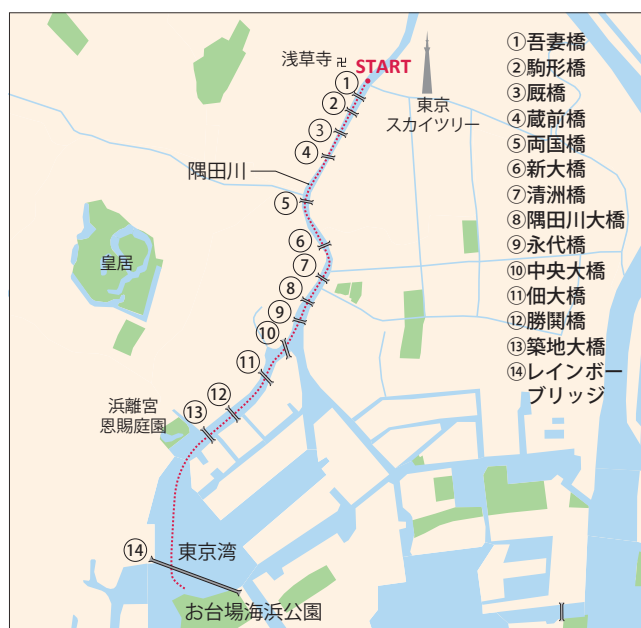 浅草寺卍
START
東京
スカイツリー
隅田川
皇居
浜離宮
恩賜庭園
東京湾
お台場海浜公園
①
②
③
④
⑤
⑥
⑦
⑧
⑨
⑩
⑪
⑫
⑬
⑭
①吾妻橋
②駒形橋
③厩橋
④蔵前橋
⑤両国橋
⑥新大橋
⑦清洲橋
⑧隅田川大橋
⑨永代橋
⑩中央大橋
⑪佃大橋
⑫勝鬨橋
⑬築地大橋
⑭レインボー
ブリッジ